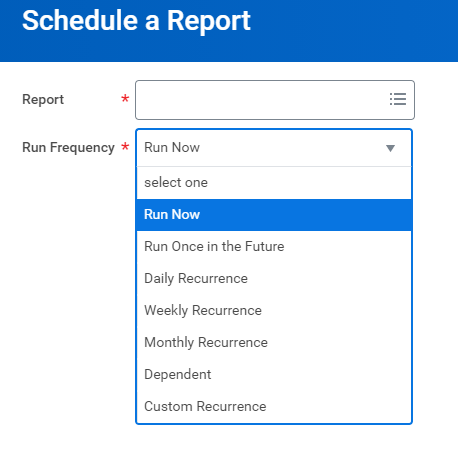 Schedule a Report
Report *
Run Frequency * Run Now
select one
Run Now
Run Once in the Future
Daily Recurrence
Weekly Recurrence
Monthly Recurrence
Dependent
Custom Recurrence